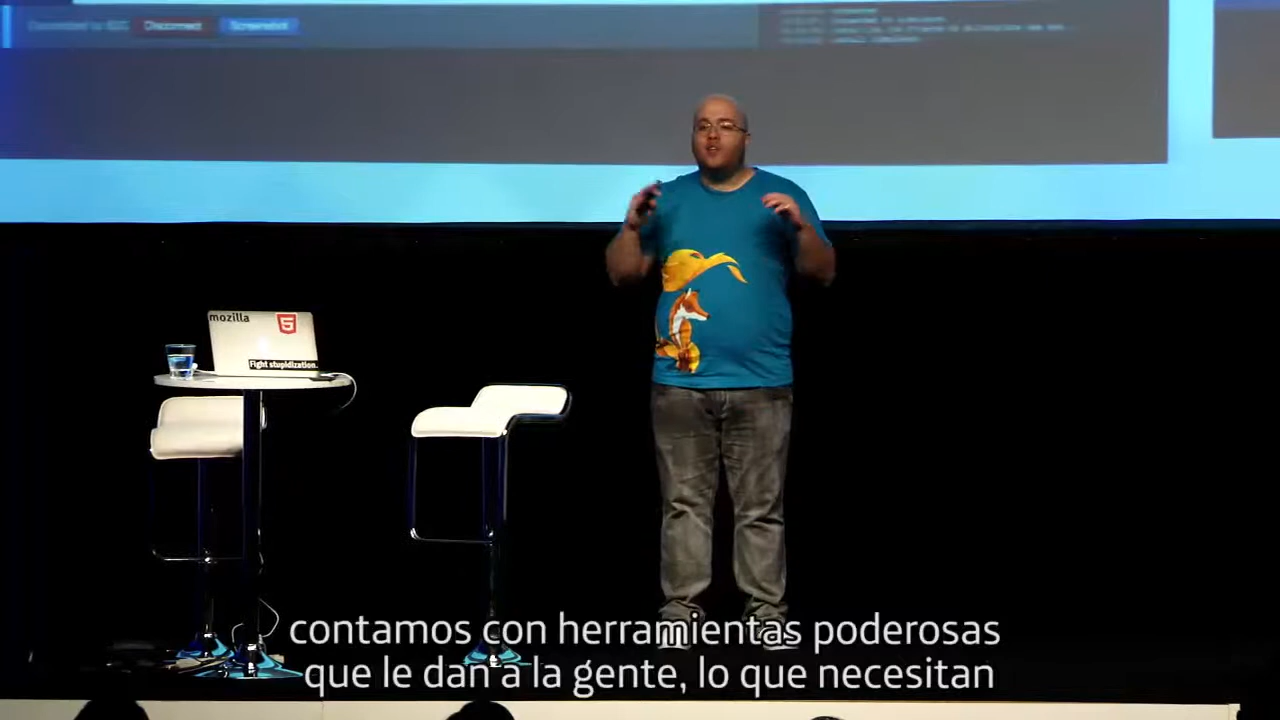 Disconnect
Screenshot
mozilla
5
Fight stupidization.
contamos con herramientas poderosas
que le dan a la gente, lo que necesitan